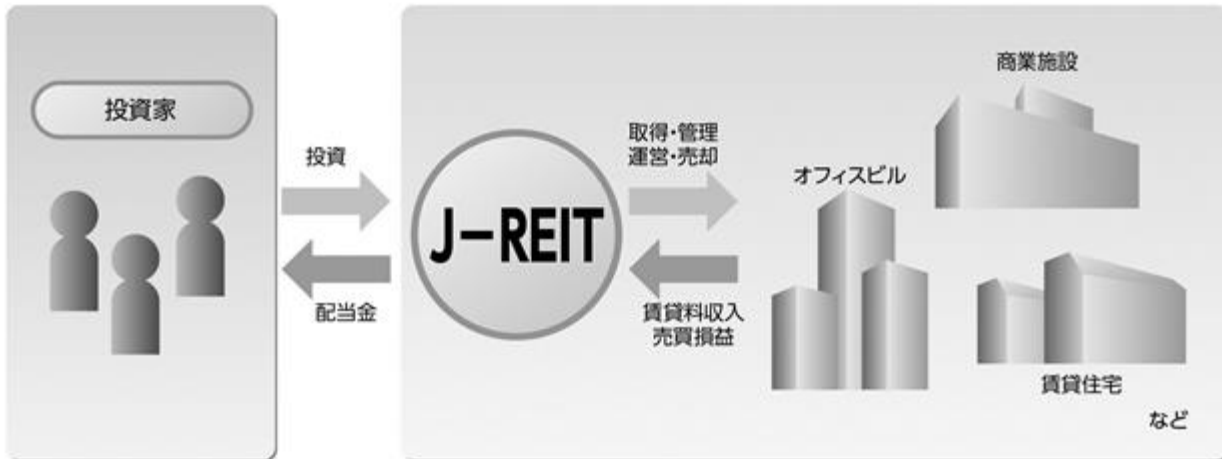 投資家
投資
配当金
J-REIT
取得・管理
運営・売却
賃貸料収入
売買損益
商業施設
オフィスビル
賃貸住宅
など